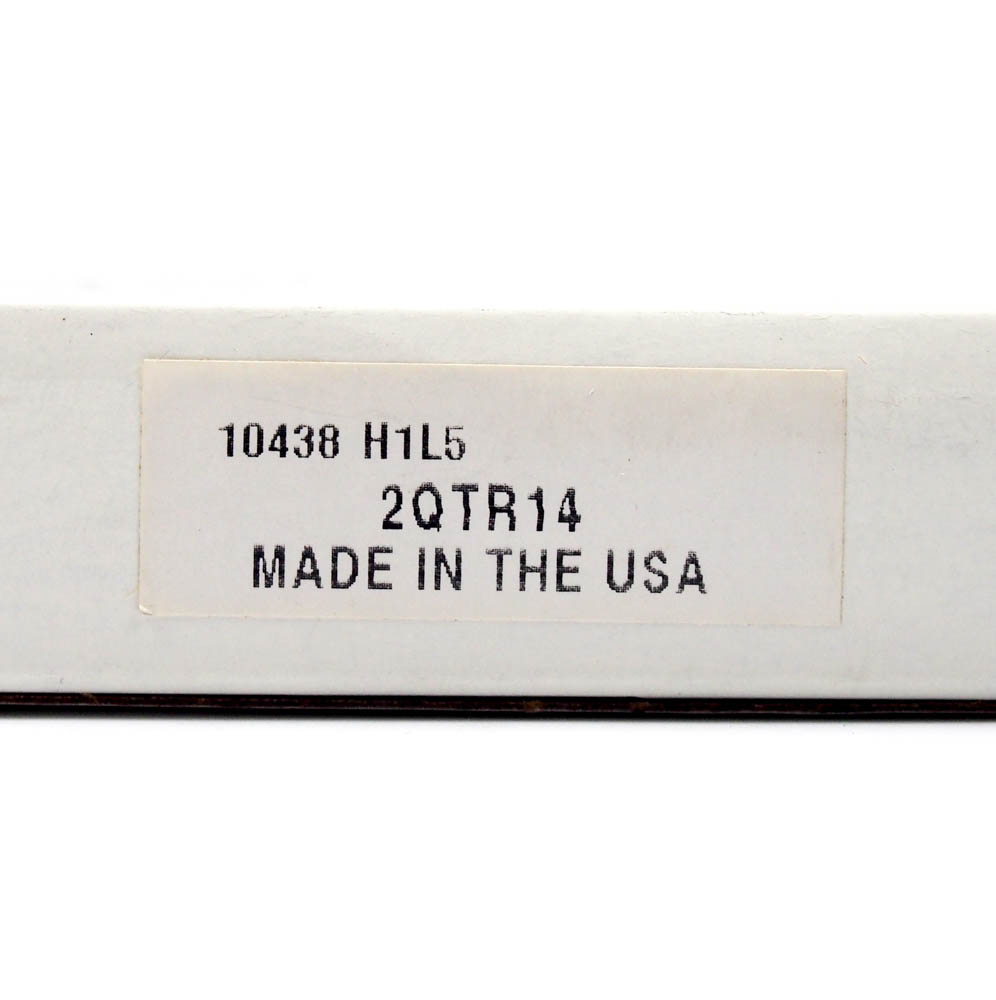 10438 H1L5
2QTR14
MADE IN THE USA